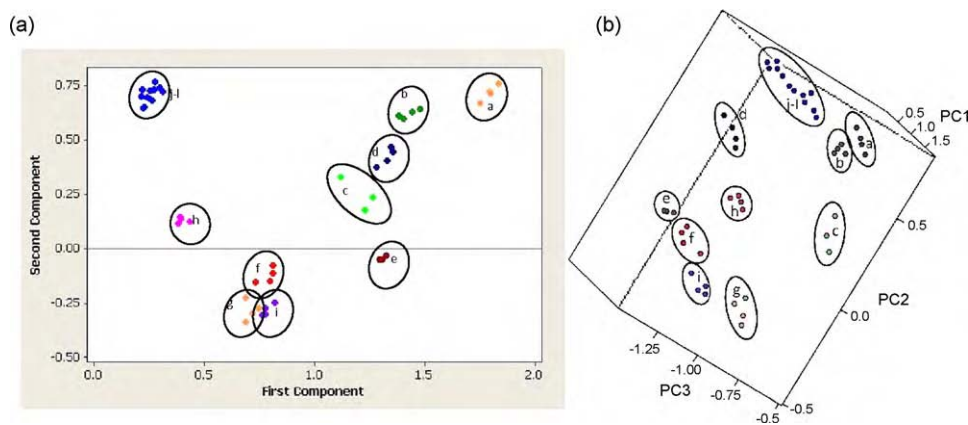 (a)
0.75
0.50
0.25
0.00
-0.25
-0.50
Second Component
j-l
b
a
d
c
h
e
f
g
i
0.0 0.5 1.0 1.5 2.0
First Component
(b)
PC1
0.5
1.0
1.5
j-l
d
a
b
e
h
c
f
i
g
0.5
PC2
0.0
-0.5
-1.25
-1.00
-0.75
-0.5
PC3